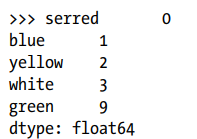 >>> serred 0
blue 1
yellow 2
white 3
green 9
dtype: float64